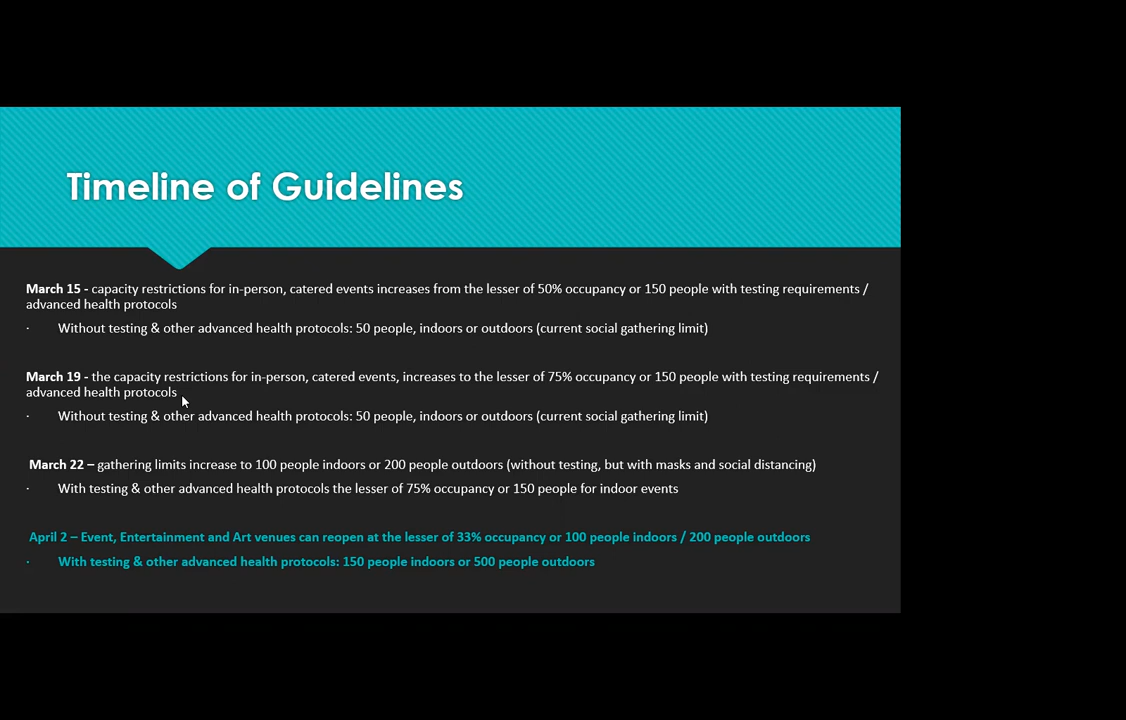 Timeline of Guidelines
March 15 - capacity restrictions for in-person, catered events increases from the lesser of 50% occupancy or 150 people with testing requirements /
advanced health protocols
· Without testing & other advanced health protocols: 50 people, indoors or outdoors (current social gathering limit)
March 19 - the capacity restrictions for in-person, catered events, increases to the lesser of 75% occupancy or 150 people with testing requirements /
advanced health protocols
· Without testing & other advanced health protocols: 50 people, indoors or outdoors (current social gathering limit)
March 22 – gathering limits increase to 100 people indoors or 200 people outdoors (without testing, but with masks and social distancing)
· With testing & other advanced health protocols the lesser of 75% occupancy or 150 people for indoor events
April 2 – Event, Entertainment and Art venues can reopen at the lesser of 33% occupancy or 100 people indoors / 200 people outdoors
· With testing & other advanced health protocols: 150 people indoors or 500 people outdoors